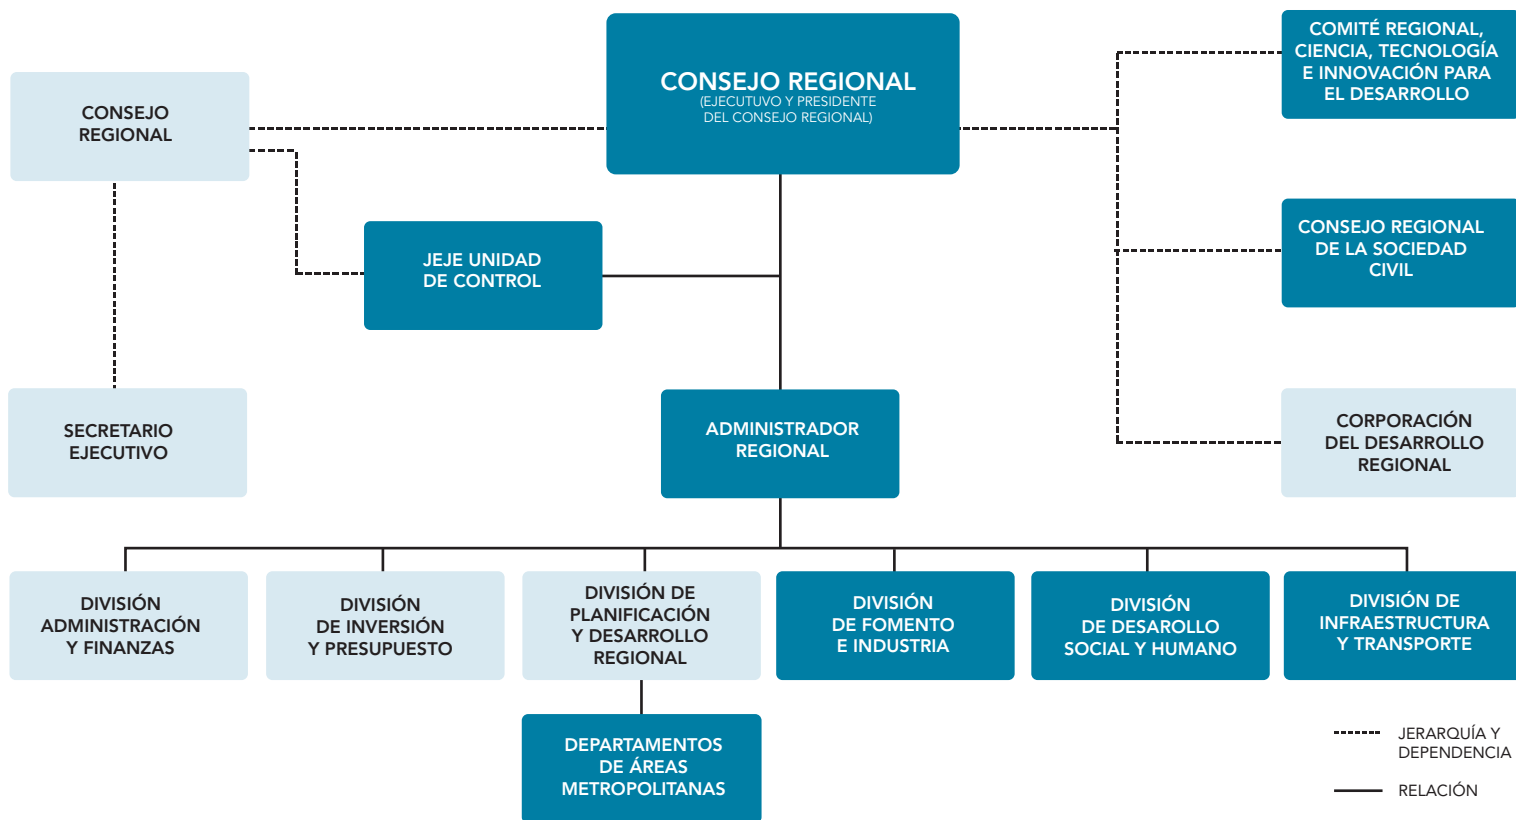 CONSEJO REGIONAL
(EJECUTUVO Y PRESIDENTE
DEL CONSEJO REGIONAL)
COMITÉ REGIONAL,
CIENCIA, TECNOLOGÍA
E INNOVACIÓN PARA
EL DESARROLLO
CONSEJO
REGIONAL
CONSEJO REGIONAL
DE LA SOCIEDAD
CIVIL
JEJE UNIDAD
DE CONTROL
SECRETARIO
EJECUTIVO
ADMINISTRADOR
REGIONAL
CORPORACIÓN
DEL DESARROLLO
REGIONAL
DIVISIÓN
ADMINISTRACIÓN
Y FINANZAS
DIVISIÓN
DE INVERSIÓN
Y PRESUPUESTO
DIVISIÓN DE
PLANIFICACIÓN
Y DESARROLLO
REGIONAL
DIVISIÓN
DE FOMENTO
E INDUSTRIA
DIVISIÓN
DE DESAROLLO
SOCIAL Y HUMANO
DIVISIÓN DE
INFRAESTRUCTURA
Y TRANSPORTE
DEPARTAMENTOS
DE ÁREAS
METROPOLITANAS
JERARQUÍA Y
DEPENDENCIA
RELACIÓN